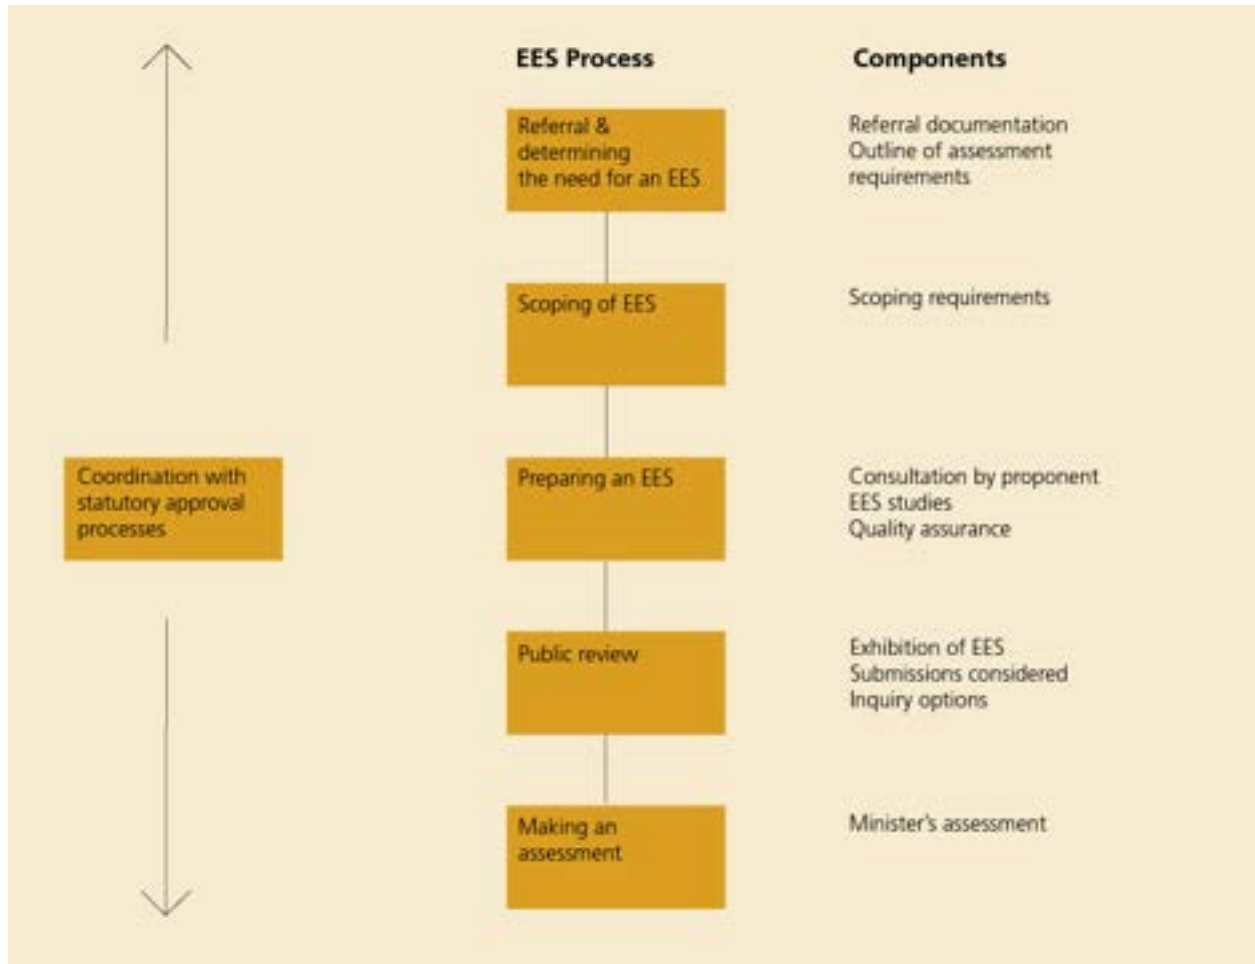 EES Process
Components
Referral &
determining
the need for an EES
Referral documentation
Outline of assessment
requirements
Scoping of EES
Scoping requirements
Coordination with
statutory approval
processes
Preparing an EES
Consultation by proponent
EES studies
Quality assurance
Public review
Exhibition of EES
Submissions considered
Inquiry options
Making an
assessment
Minister's assessment